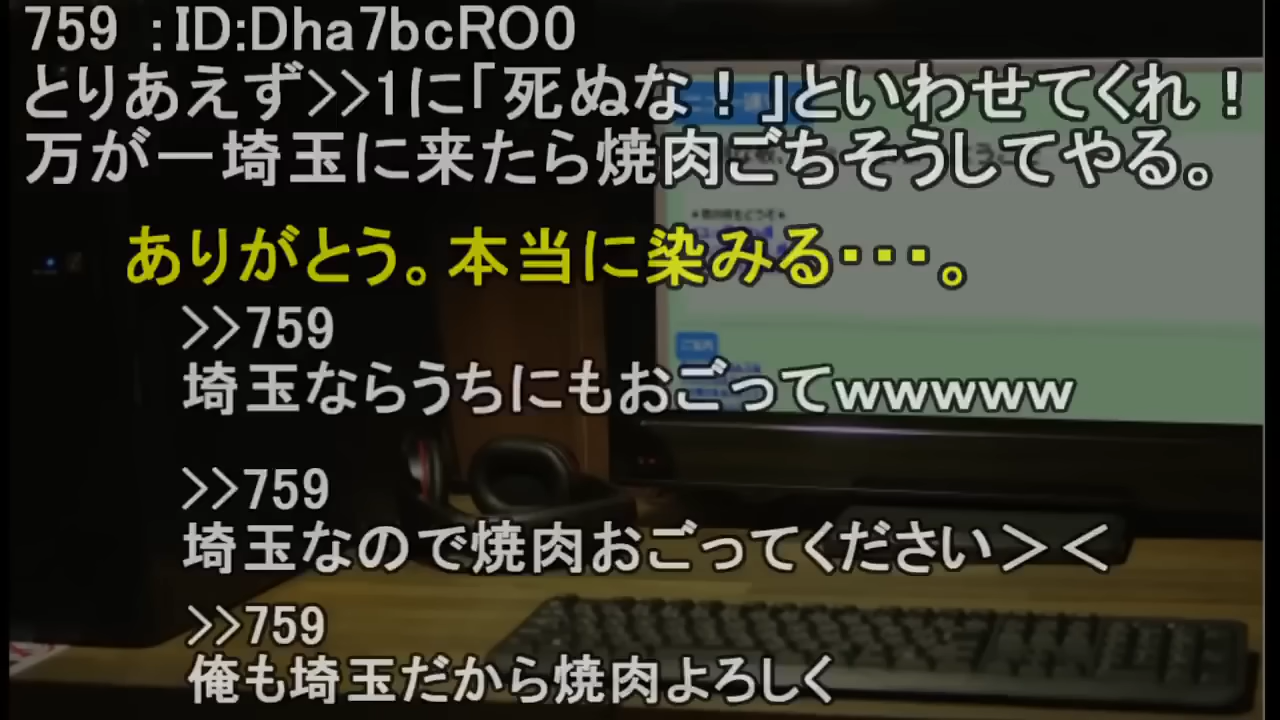 759 :ID:Dha7bcRO0
とりあえず>>1に「死ぬな！」といわせてくれ！
万が一埼玉に来たら焼肉ごちそうしてやる。
ありがとう。本当に染みる・・・。
>>759
埼玉ならうちにもおごってwwwww
>>759
埼玉なので焼肉おごってください＞＜
>>759
俺も埼玉だから焼肉よろしく